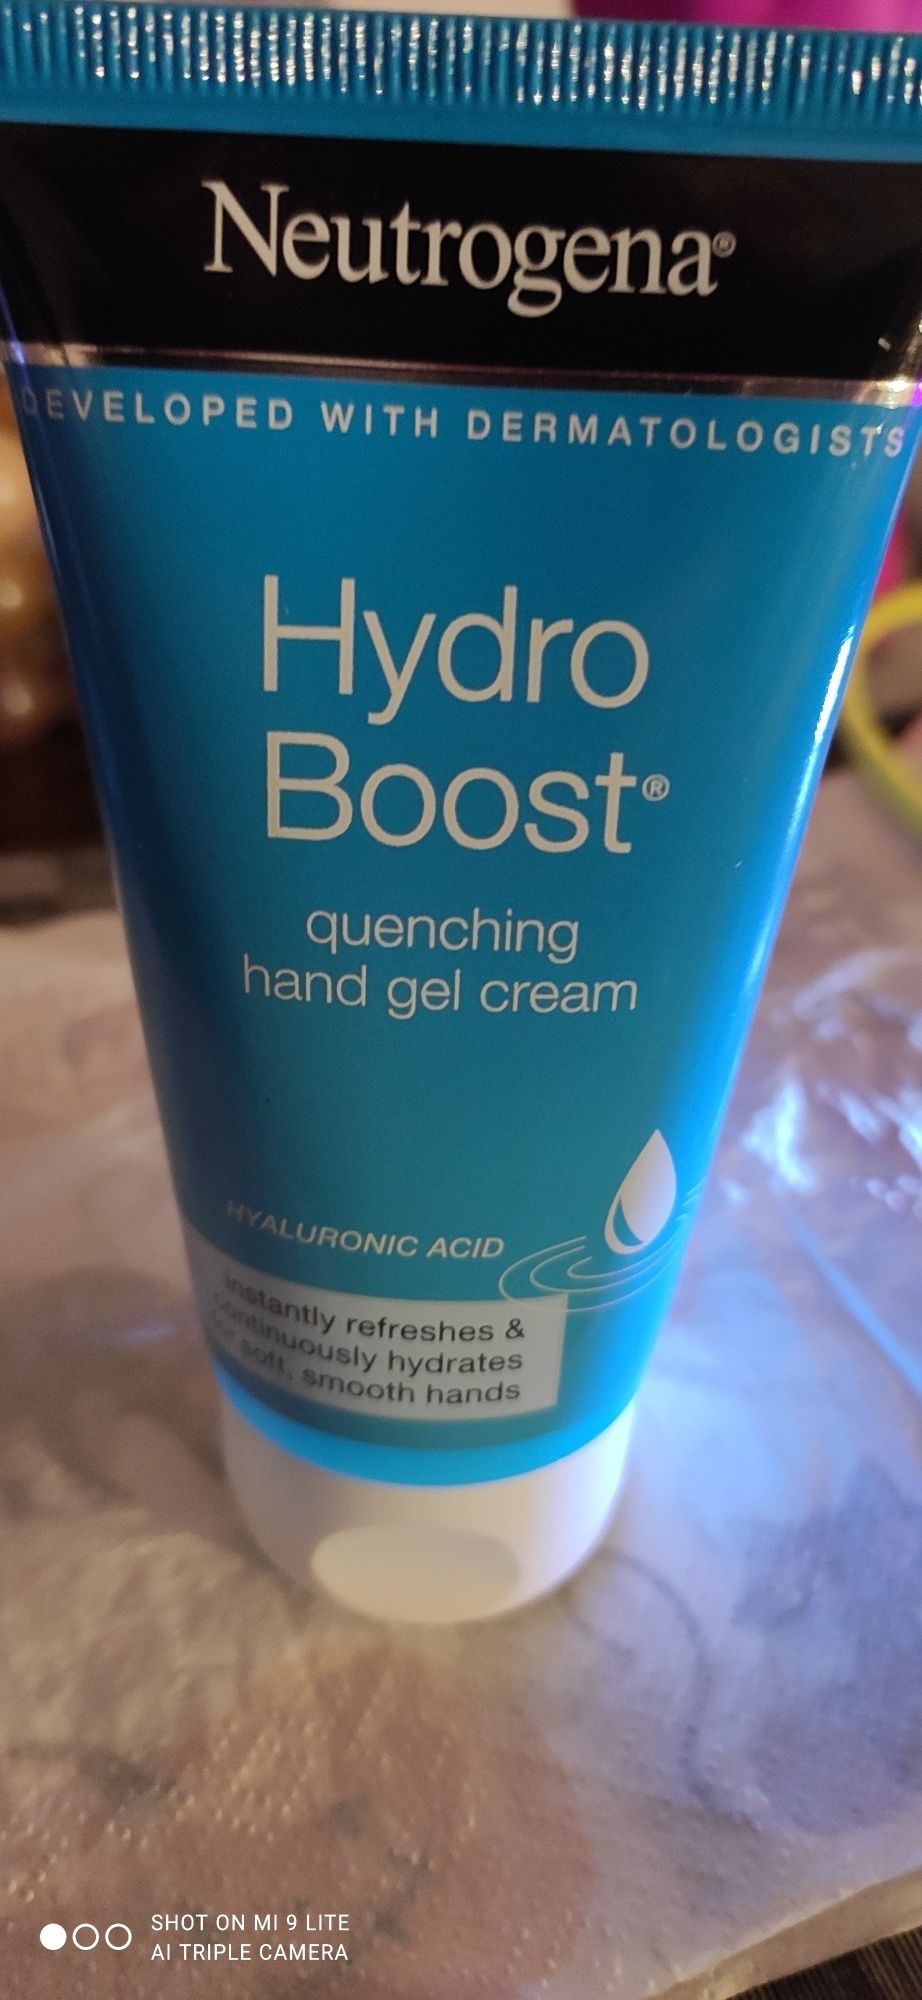 Neutrogena®
DEVELOPED WITH DERMATOLOGISTS
Hydro
Boost®
quenching
hand gel cream
HYALURONIC ACID
instantly refreshes &
continuously hydrates
for soft, smooth hands
SHOT ON MI 9 LITE
AI TRIPLE CAMERA